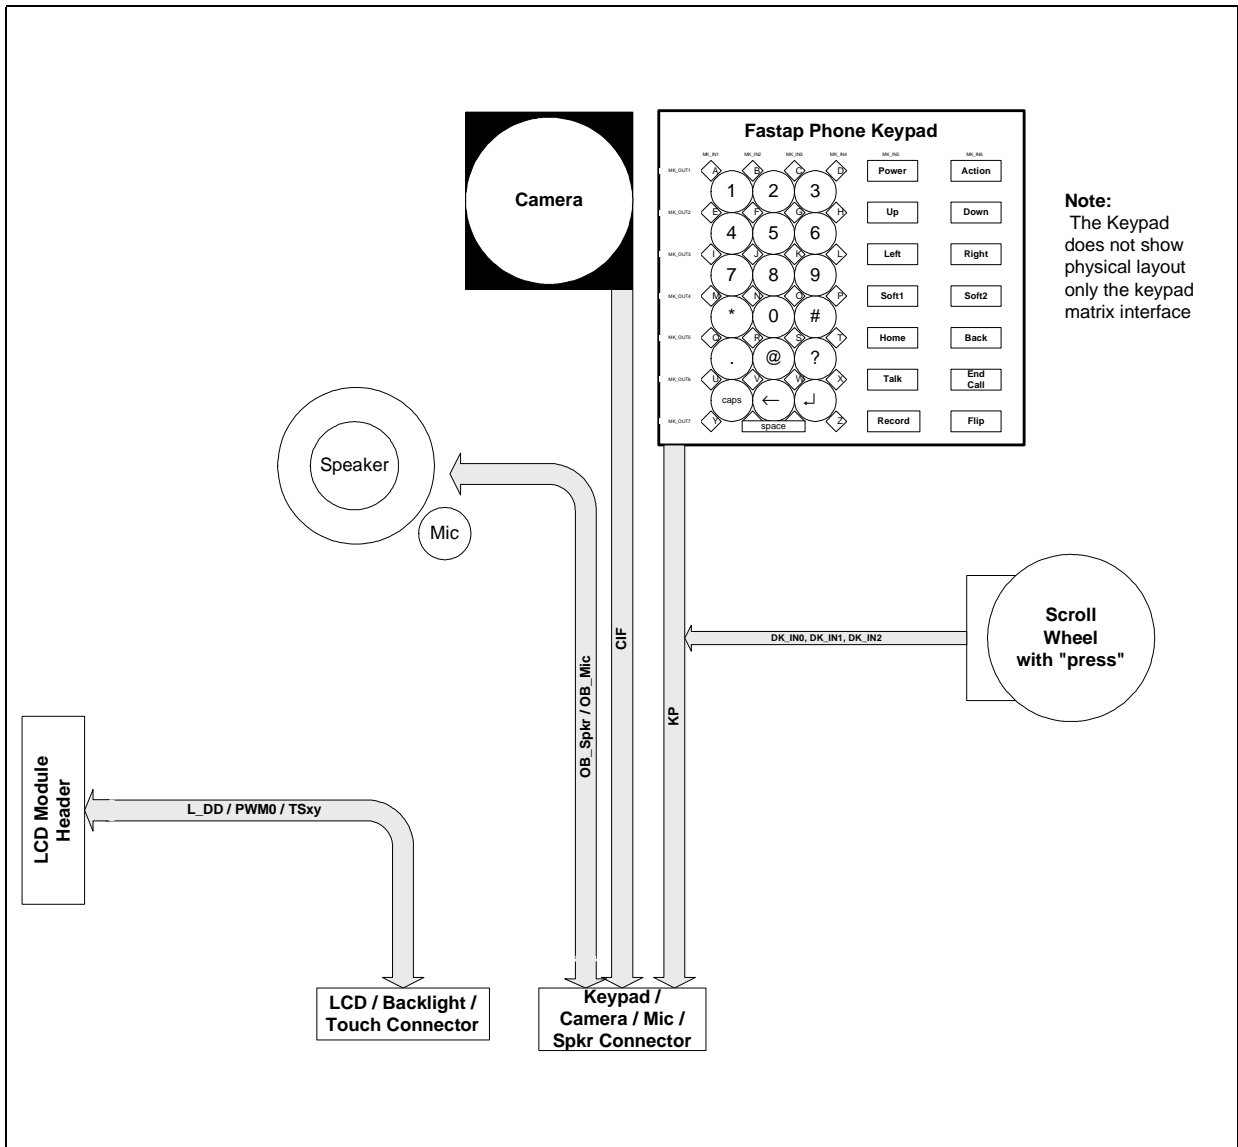 Fastap Phone Keypad
MK_IN1 MK_IN2 MK_IN3 MK_IN4 MK_IN5 MK_IN6
MK_OUT1 A B C D Power Action
1 2 3
MK_OUT2 E F G H Up Down
4 5 6
MK_OUT3 I J K L Left Right
7 8 9
MK_OUT4 M N O P Soft1 Soft2
* 0 #
MK_OUT5 Q R S T Home Back
. @ ?
MK_OUT6 U V W X Talk End
Call
caps ← ↵
MK_OUT7 Y space Z Record Flip
Camera
Note:
The Keypad
does not show
physical layout
only the keypad
matrix interface
Speaker
Mic
Scroll
Wheel
with "press"
DK_IN0, DK_IN1, DK_IN2
OB_Spkr / OB_Mic
CIF
KP
LCD Module
Header
L_DD / PWM0 / TSxy
LCD / Backlight /
Touch Connector
Keypad /
Camera / Mic /
Spkr Connector